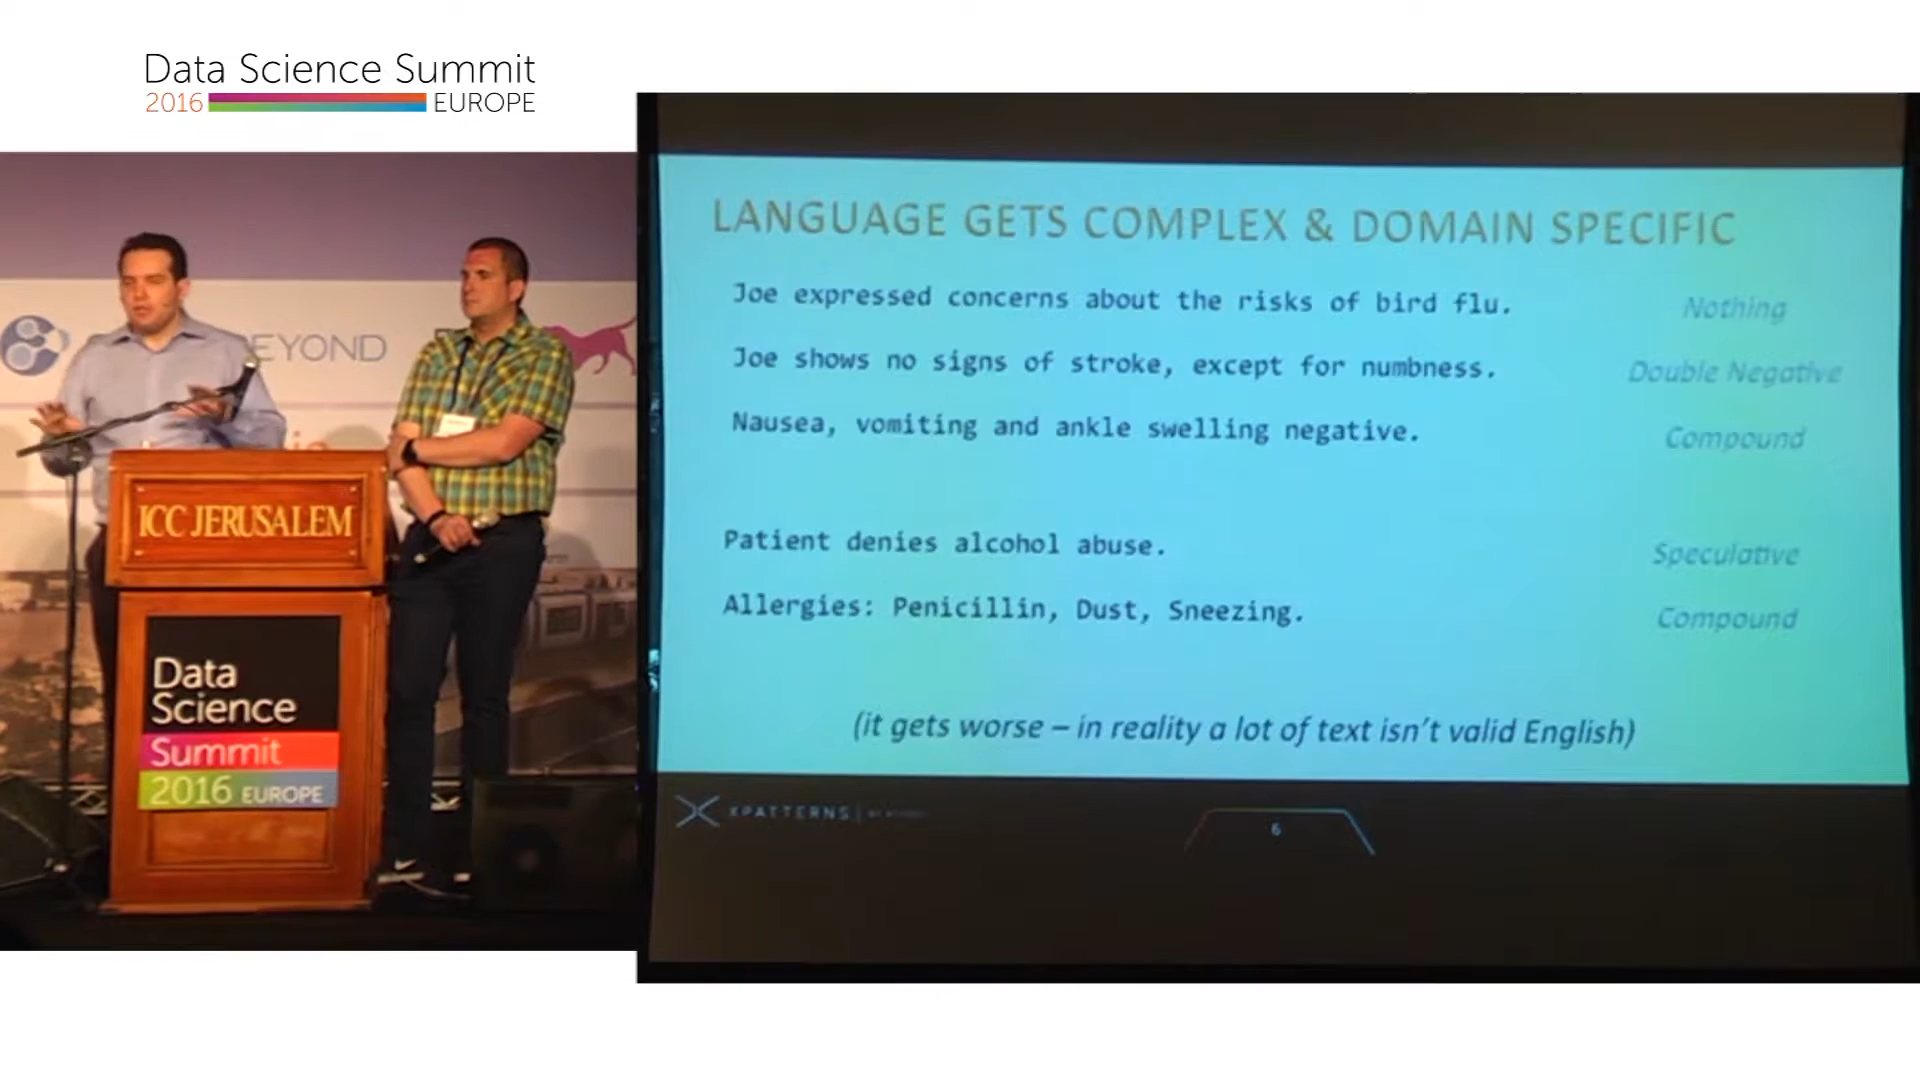 Data Science Summit
2016 EUROPE
EYOND
ICC JERUSALEM
Data
Science
Summit
2016 EUROPE
LANGUAGE GETS COMPLEX & DOMAIN SPECIFIC
Joe expressed concerns about the risks of bird flu. Nothing
Joe shows no signs of stroke, except for numbness. Double Negative
Nausea, vomiting and ankle swelling negative. Compound
Patient denies alcohol abuse. Speculative
Allergies: Penicillin, Dust, Sneezing. Compound
(it gets worse – in reality a lot of text isn't valid English)
XPATTERNS
6